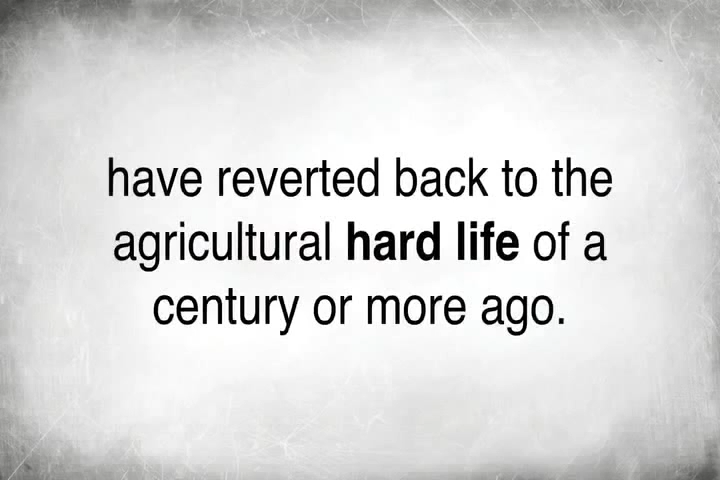 have reverted back to the
agricultural hard life of a
century or more ago.